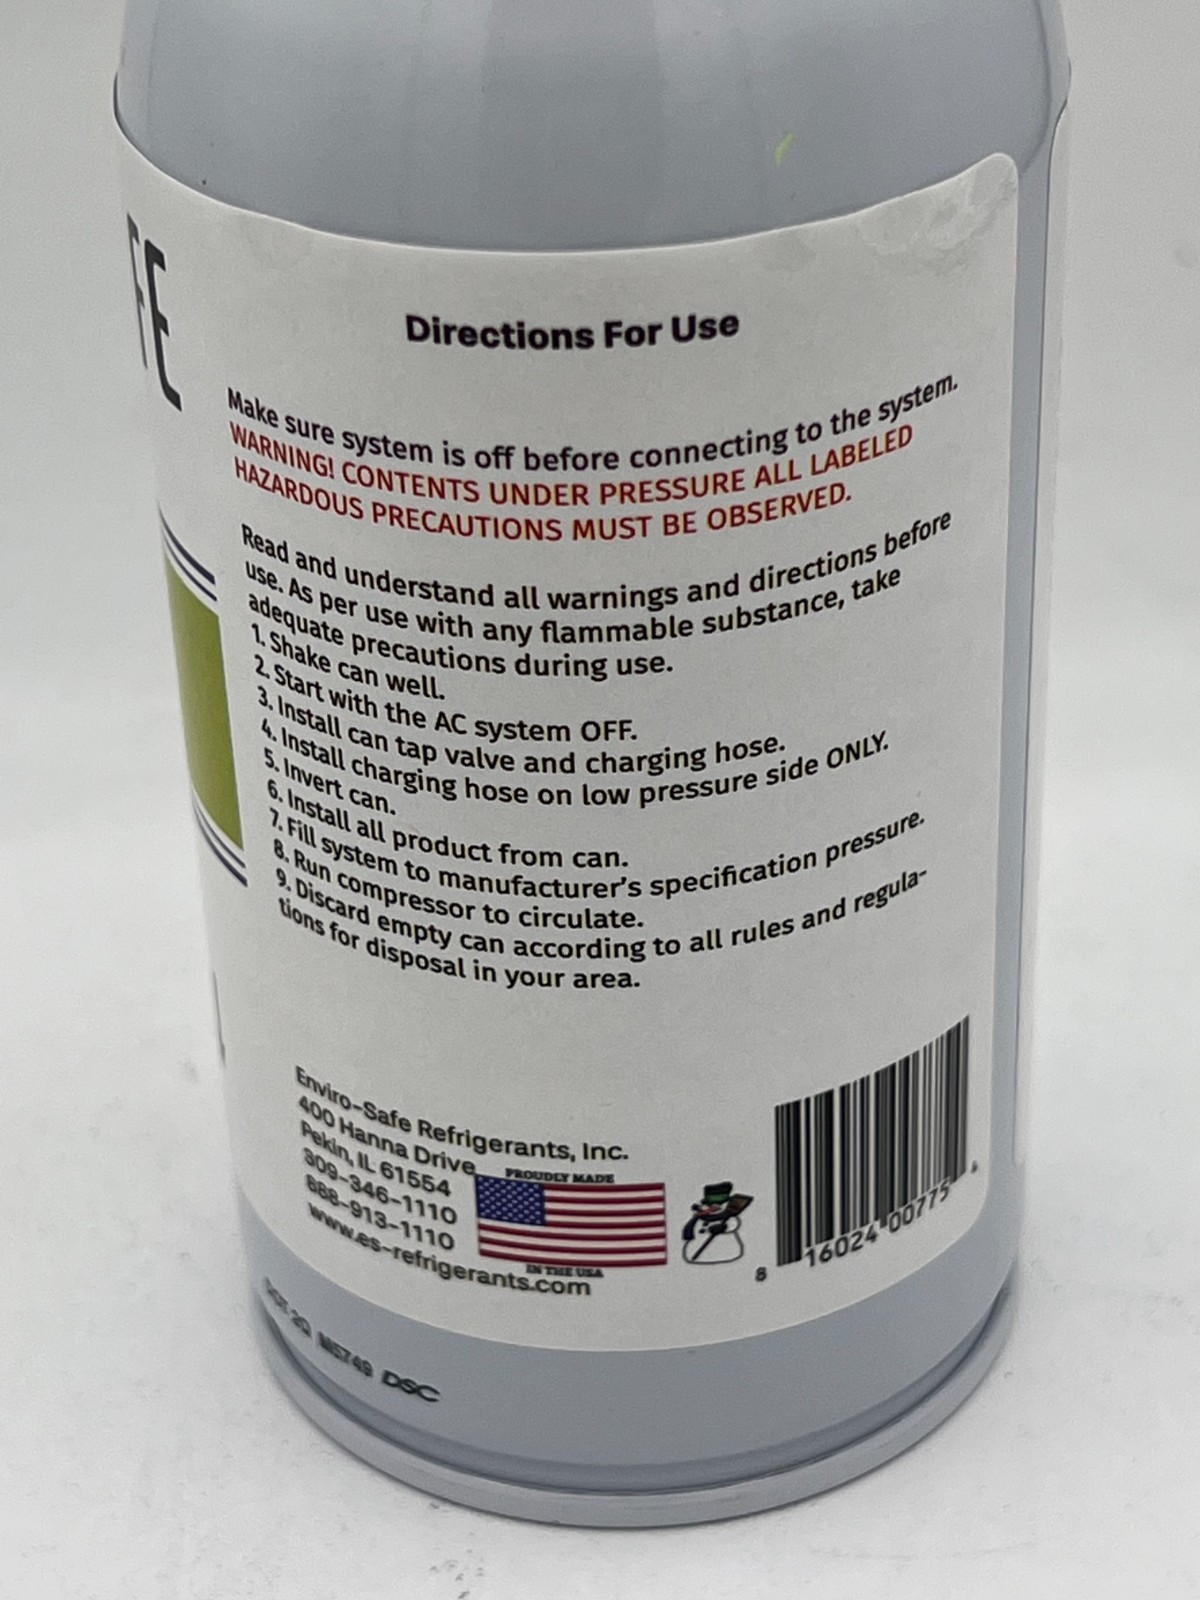 FE
Directions For Use
Make sure system is off before connecting to the system.
WARNING! CONTENTS UNDER PRESSURE ALL LABELED
HAZARDOUS PRECAUTIONS MUST BE OBSERVED.
Read and understand all warnings and directions before
use. As per use with any flammable substance, take
adequate precautions during use.
1. Shake can well.
2. Start with the AC system OFF.
3. Install can tap valve and charging hose.
4. Install charging hose on low pressure side ONLY.
5. Invert can.
6. Install all product from can.
7. Fill system to manufacturer's specification pressure.
8. Run compressor to circulate.
9. Discard empty can according to all rules and regula-
tions for disposal in your area.
Enviro-Safe Refrigerants, Inc.
400 Hanna Drive
Pekin, IL 61554
309-346-1110
888-913-1110
www.es-refrigerants.com
PROUDLY MADE
IN THE USA
8 16024 00775 4
DOT 2Q M5749 DSC